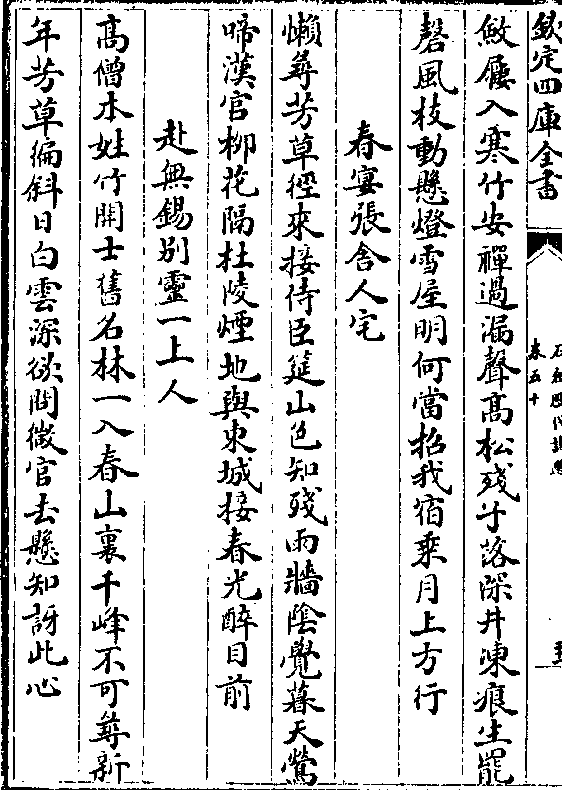 欽定四庫全書
石倉歷代詩選
卷五十
斂屨入寒竹安禪過漏聲高松殘子落深井凍痕生罷
磬風枝動懸燈雪屋明何當招我宿乘月上方行
春宴張舍人宅
懶尋芳草徑來接侍臣筵山色知殘雨牆陰覺暮天鶯
啼漢宮柳花隔杜陵煙地與東城接春光醉目前
赴無錫別靈一上人
高僧本姓竹開士舊名林一入春山裏千峰不可尋新
年芳草徧斜日白雲深欲問微官去懸知訝此心